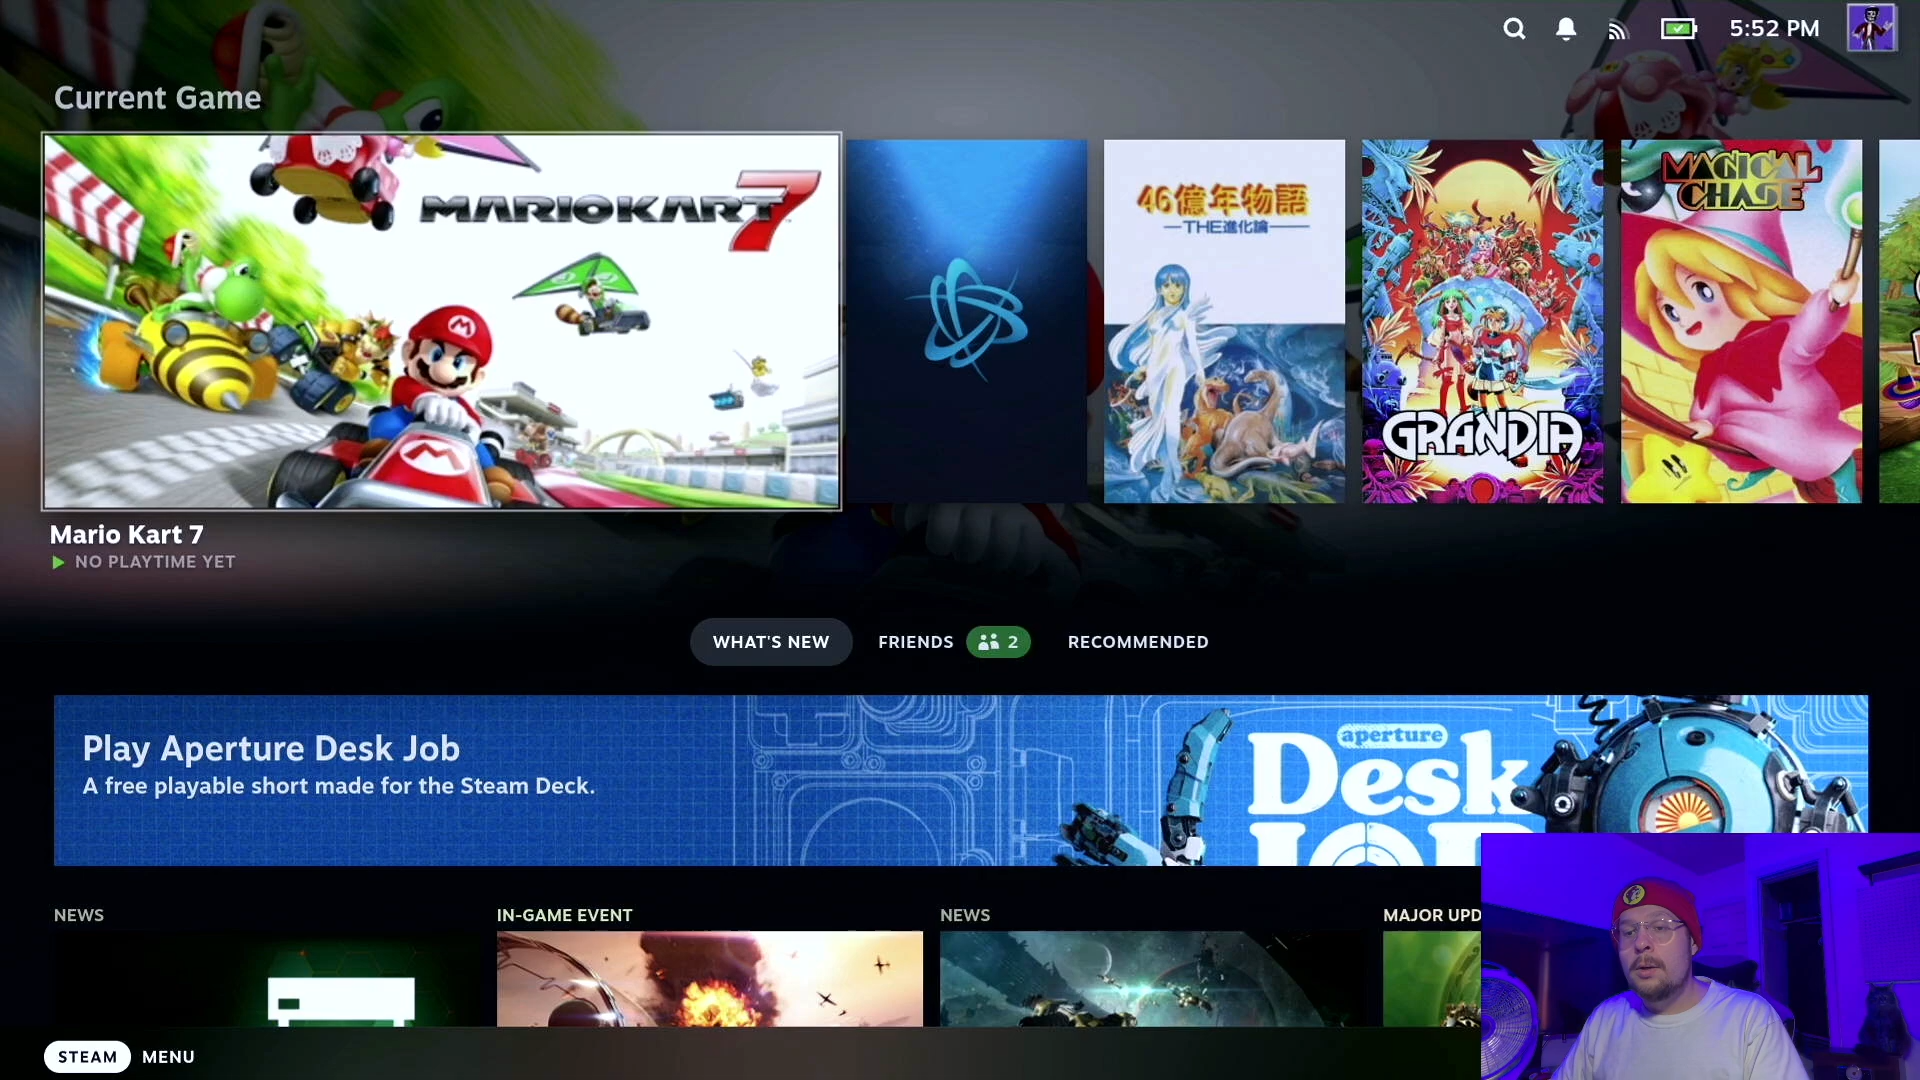 5:52 PM
Current Game
MARIOKART 7
46億年物語
THE進化論
GRANDIA
MAGICAL
CHASE
Mario Kart 7
NO PLAYTIME YET
WHAT'S NEW
FRIENDS
2
RECOMMENDED
Play Aperture Desk Job
A free playable short made for the Steam Deck.
aperture
Desk
JOB
NEWS
IN-GAME EVENT
NEWS
MAJOR UPD
STEAM
MENU